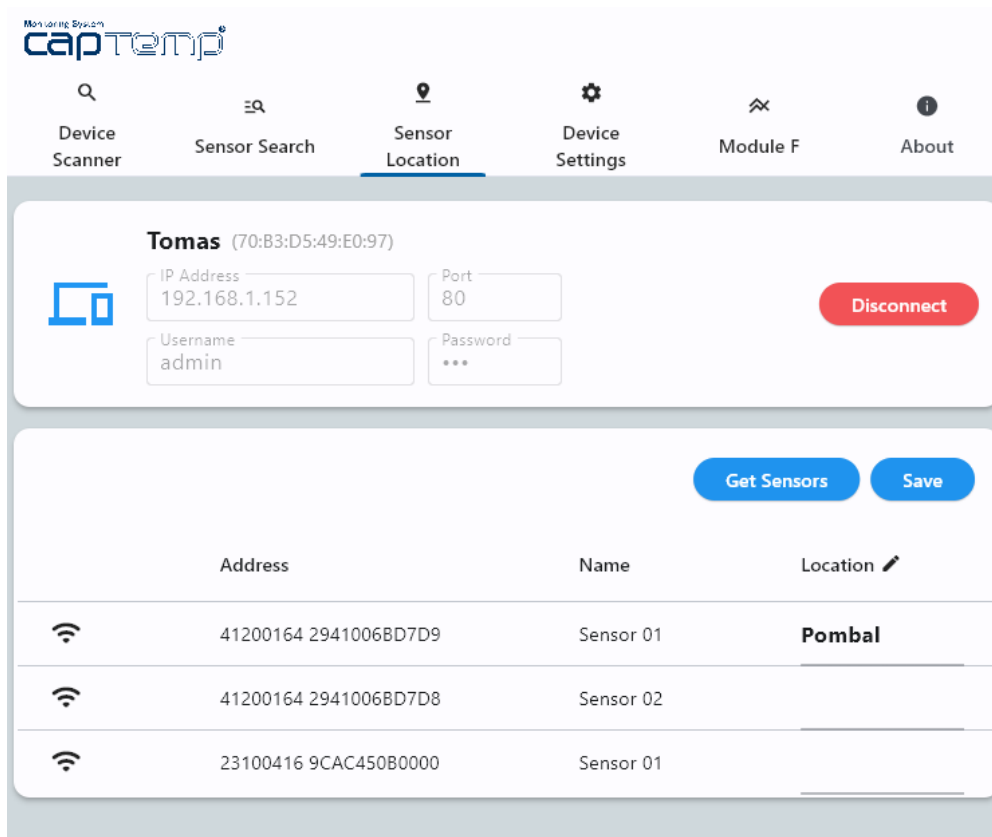 Monitoring System
capTemp®
Device Scanner
Sensor Search
Sensor Location
Device Settings
Module F
About
Tomas (70:B3:D5:49:E0:97)
IP Address
192.168.1.152
Port
80
Disconnect
Username
admin
Password
•••
Get Sensors
Save
Address Name Location
41200164 2941006BD7D9 Sensor 01 Pombal
41200164 2941006BD7D8 Sensor 02
23100416 9CAC450B0000 Sensor 01